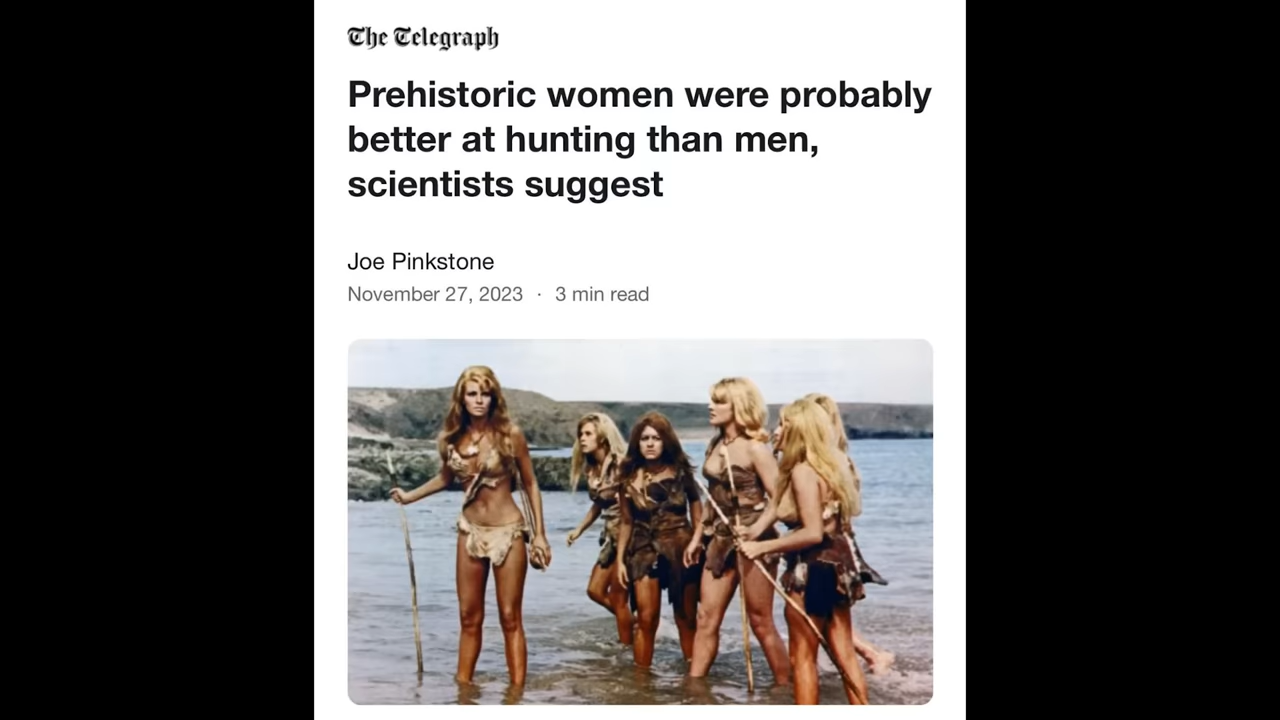 The Telegraph
Prehistoric women were probably
better at hunting than men,
scientists suggest
Joe Pinkstone
November 27, 2023 · 3 min read